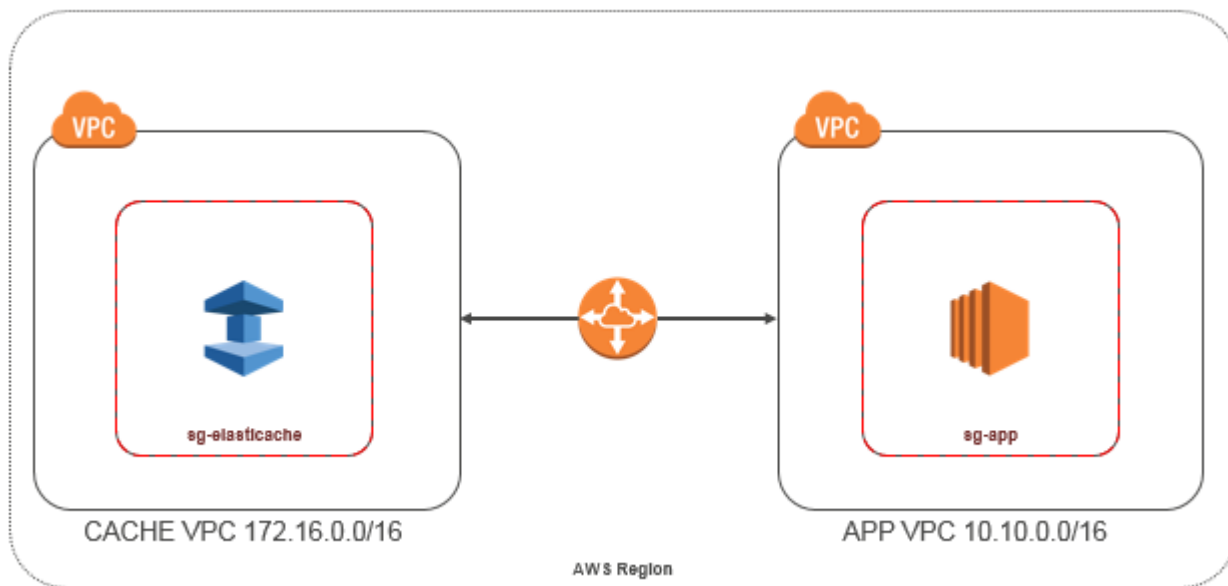 VPC
VPC
sg-elasticache
sg-app
CACHE VPC 172.16.0.0/16
APP VPC 10.10.0.0/16
AWS Region